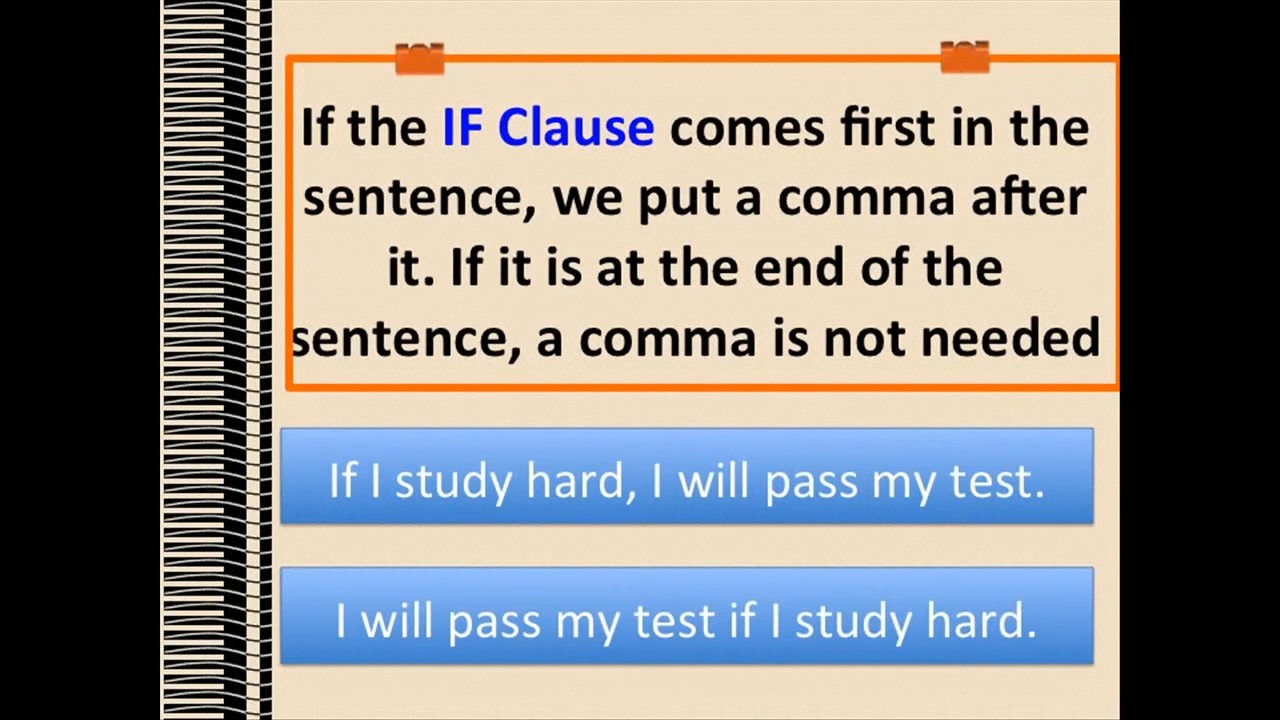 If the IF Clause comes first in the
sentence, we put a comma after
it. If it is at the end of the
sentence, a comma is not needed
If I study hard, I will pass my test.
I will pass my test if I study hard.